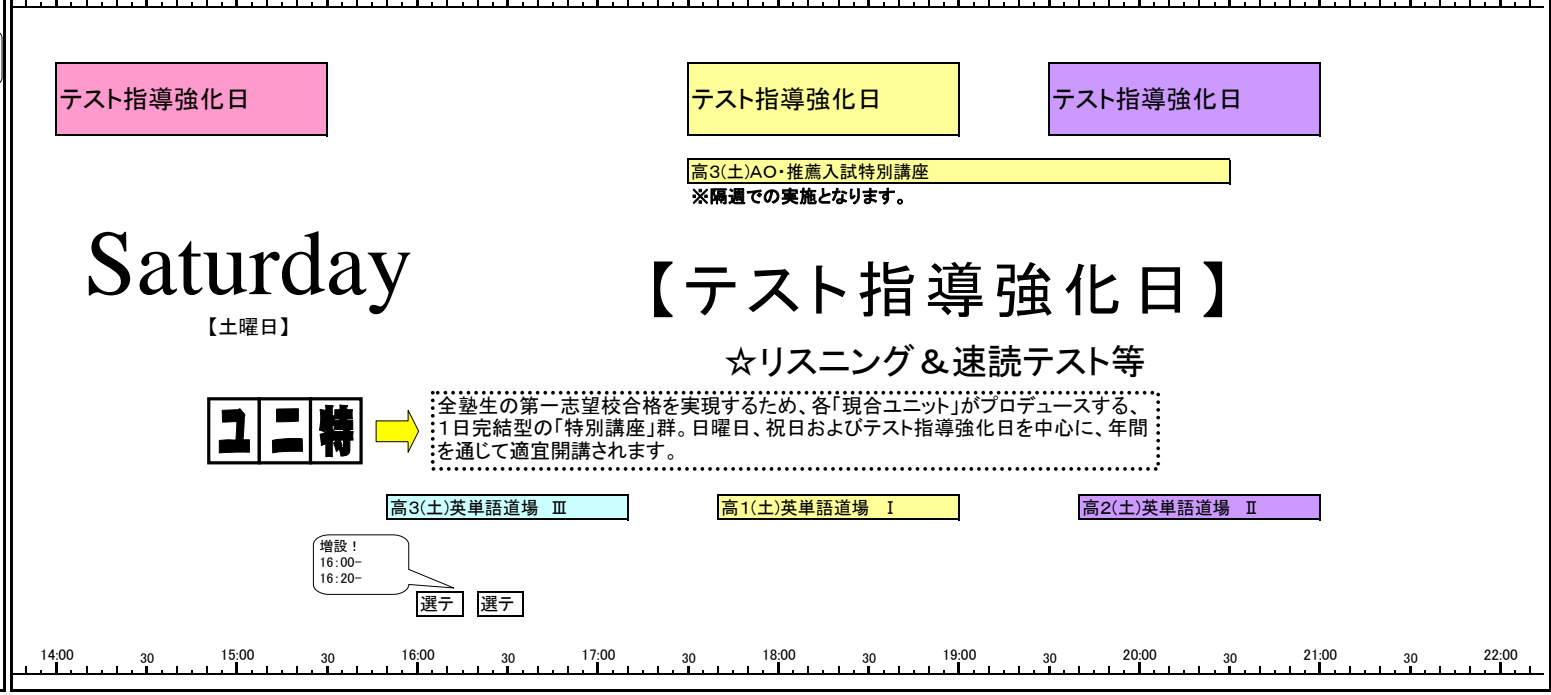 テスト指導強化日
テスト指導強化日
テスト指導強化日
高3(土)AO・推薦入試特別講座
※隔週での実施となります。
Saturday
【土曜日】
【テスト指導強化日】
☆リスニング＆速読テスト等
ユニ特
全塾生の第一志望校合格を実現するため、各「現合ユニット」がプロデュースする、
1日完結型の「特別講座」群。日曜日、祝日およびテスト指導強化日を中心に、年間
を通じて適宜開講されます。
高3(土)英単語道場　Ⅲ
高1(土)英単語道場　Ⅰ
高2(土)英単語道場　Ⅱ
増設！
16:00-
16:20-
選テ
選テ
14:00 30 15:00 30 16:00 30 17:00 30 18:00 30 19:00 30 20:00 30 21:00 30 22:00